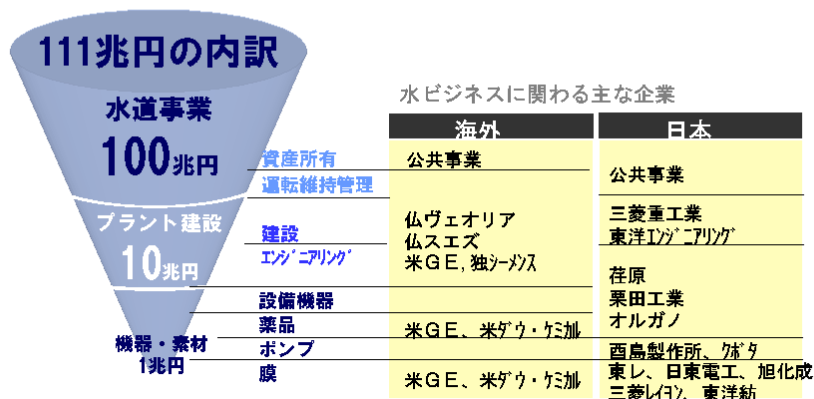 111兆円の内訳
水道事業
100兆円
プラント建設
10兆円
機器・素材
1兆円
水ビジネスに関わる主な企業
海外
日本
資産所有
運転維持管理
建設
ｴﾝｼﾞﾆｱﾘﾝｸﾞ
設備機器
薬品
ポンプ
膜
公共事業
仏ヴェオリア
仏スエズ
米ＧＥ,独ｼｰﾒﾝｽ
米ＧＥ、米ﾀﾞｳ・ｹﾐｶﾙ
米ＧＥ、米ﾀﾞｳ・ｹﾐｶﾙ
公共事業
三菱重工業
東洋ｴﾝｼﾞﾆｱﾘﾝｸﾞ
荏原
栗田工業
オルガノ
酉島製作所、ｸﾎﾞﾀ
東レ、日東電工、旭化成
三菱ﾚｲﾖﾝ、東洋紡